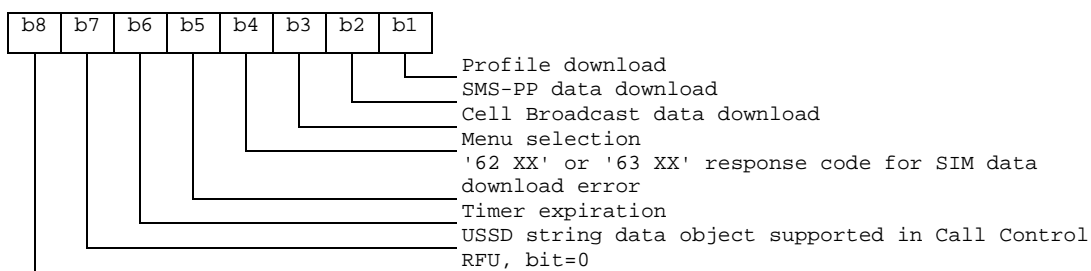 b8 b7 b6 b5 b4 b3 b2 b1
Profile download
SMS-PP data download
Cell Broadcast data download
Menu selection
'62 XX' or '63 XX' response code for SIM data
download error
Timer expiration
USSD string data object supported in Call Control
RFU, bit=0